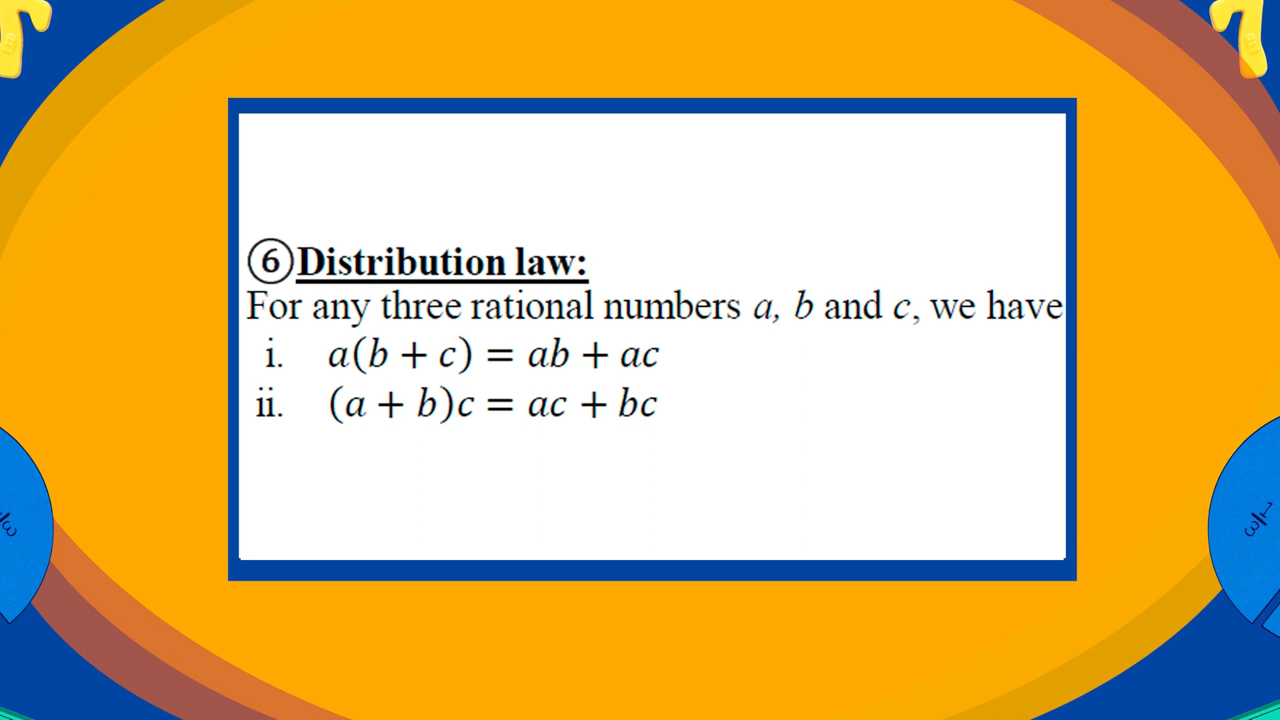 ⑥Distribution law:
For any three rational numbers a, b and c, we have
i. a(b + c) = ab + ac
ii. (a + b)c = ac + bc